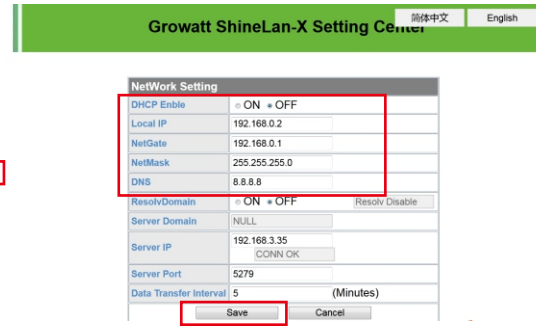 简体中文 English
Growatt ShineLan-X Setting Center
NetWork Setting
DHCP Enble ON OFF
Local IP 192.168.0.2
NetGate 192.168.0.1
NetMask 255.255.255.0
DNS 8.8.8.8
ResolvDomain ON OFF Resolv Disable
Server Domain NULL
Server IP 192.168.3.35
CONN OK
Server Port 5279
Data Transfer Interval 5 (Minutes)
Save Cancel